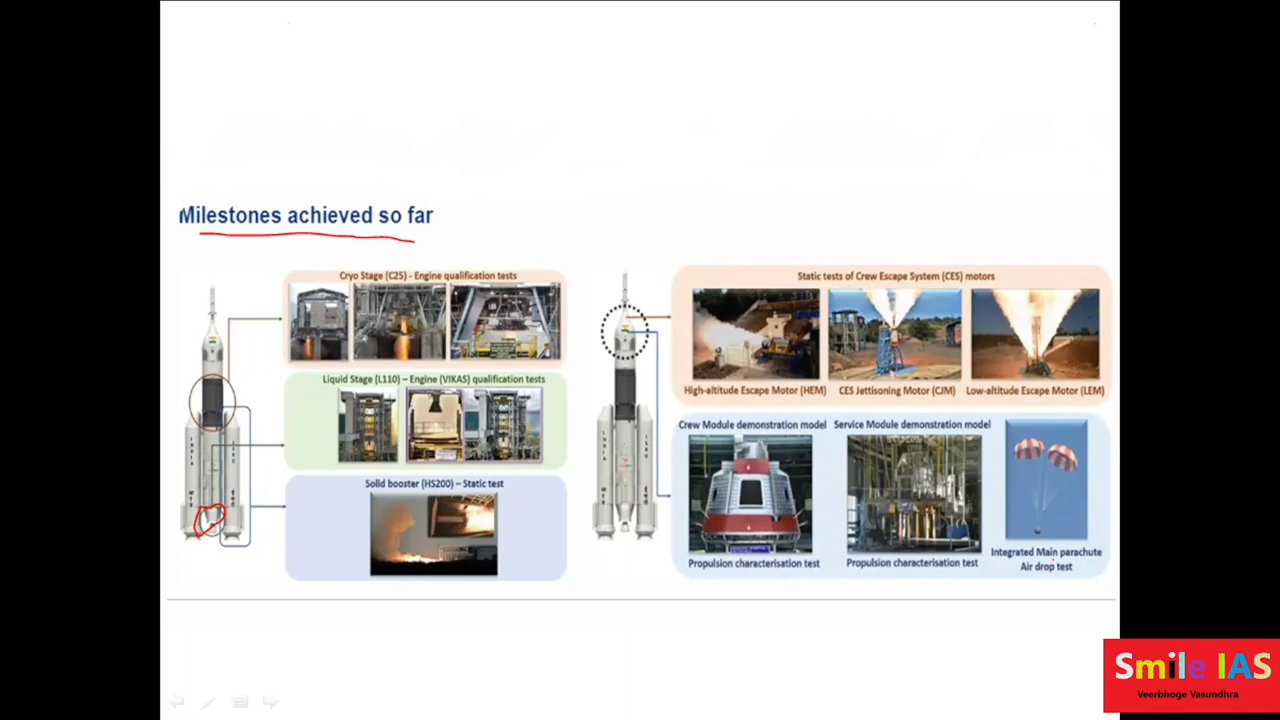 Milestones achieved so far
Cryo Stage (C25) - Engine qualification tests
Liquid Stage (L110) – Engine (VIKAS) qualification tests
Solid booster (HS200) – Static test
Static tests of Crew Escape System (CES) motors
High-altitude Escape Motor (HEM)
CES Jettisoning Motor (CJM)
Low-altitude Escape Motor (LEM)
Crew Module demonstration model
Service Module demonstration model
Propulsion characterisation test
Propulsion characterisation test
Integrated Main parachute
Air drop test
INDIA
INDIA
Smile IAS
Veerbhoge Vasundhra